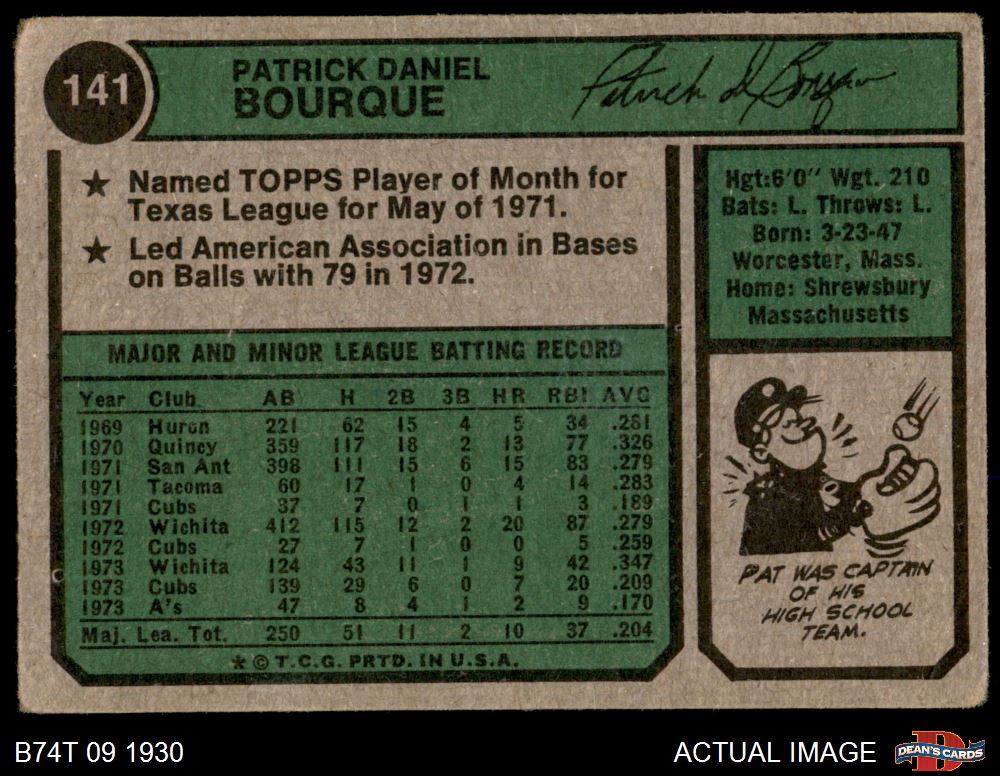 141
PATRICK DANIEL
BOURQUE
Patrick D Bourque
★ Named TOPPS Player of Month for
Texas League for May of 1971.
★ Led American Association in Bases
on Balls with 79 in 1972.
Hgt:6'0" Wgt. 210
Bats: L. Throws: L.
Born: 3-23-47
Worcester, Mass.
Home: Shrewsbury
Massachusetts
MAJOR AND MINOR LEAGUE BATTING RECORD
Year Club AB H 2B 3B HR RBI AVG
1969 Huron 221 62 15 4 5 34 .281
1970 Quincy 359 117 18 2 13 77 .326
1971 San Ant 398 111 15 6 15 83 .279
1971 Tacoma 60 17 1 0 4 14 .283
1971 Cubs 37 7 0 1 1 3 .189
1972 Wichita 412 115 12 2 20 87 .279
1972 Cubs 27 7 1 0 0 5 .259
1973 Wichita 124 43 11 1 9 42 .347
1973 Cubs 139 29 6 0 7 20 .209
1973 A's 47 8 4 1 2 9 .170
Maj. Lea. Tot. 250 51 11 2 10 37 .204
★ © T.C.G. PRTD. IN U.S.A.
PAT WAS CAPTAIN
OF HIS
HIGH SCHOOL
TEAM.
B74T 09 1930
ACTUAL IMAGE
DEAN'S CARDS